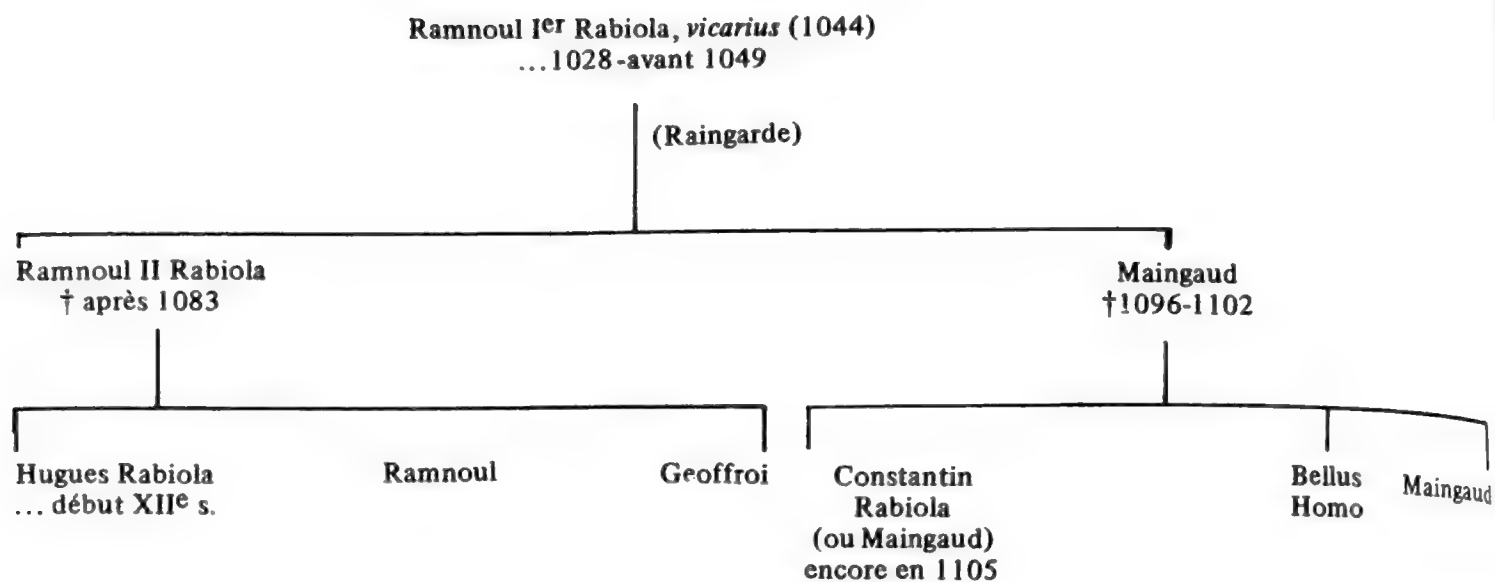 Ramnoul Iᵉʳ Rabiola, vicarius (1044)
...1028-avant 1049
(Raingarde)
Ramnoul II Rabiola
† après 1083
Maingaud
†1096-1102
Hugues Rabiola
... début XIIᵉ s.
Ramnoul
Geoffroi
Constantin
Rabiola
(ou Maingaud)
encore en 1105
Bellus
Homo
Maingaud